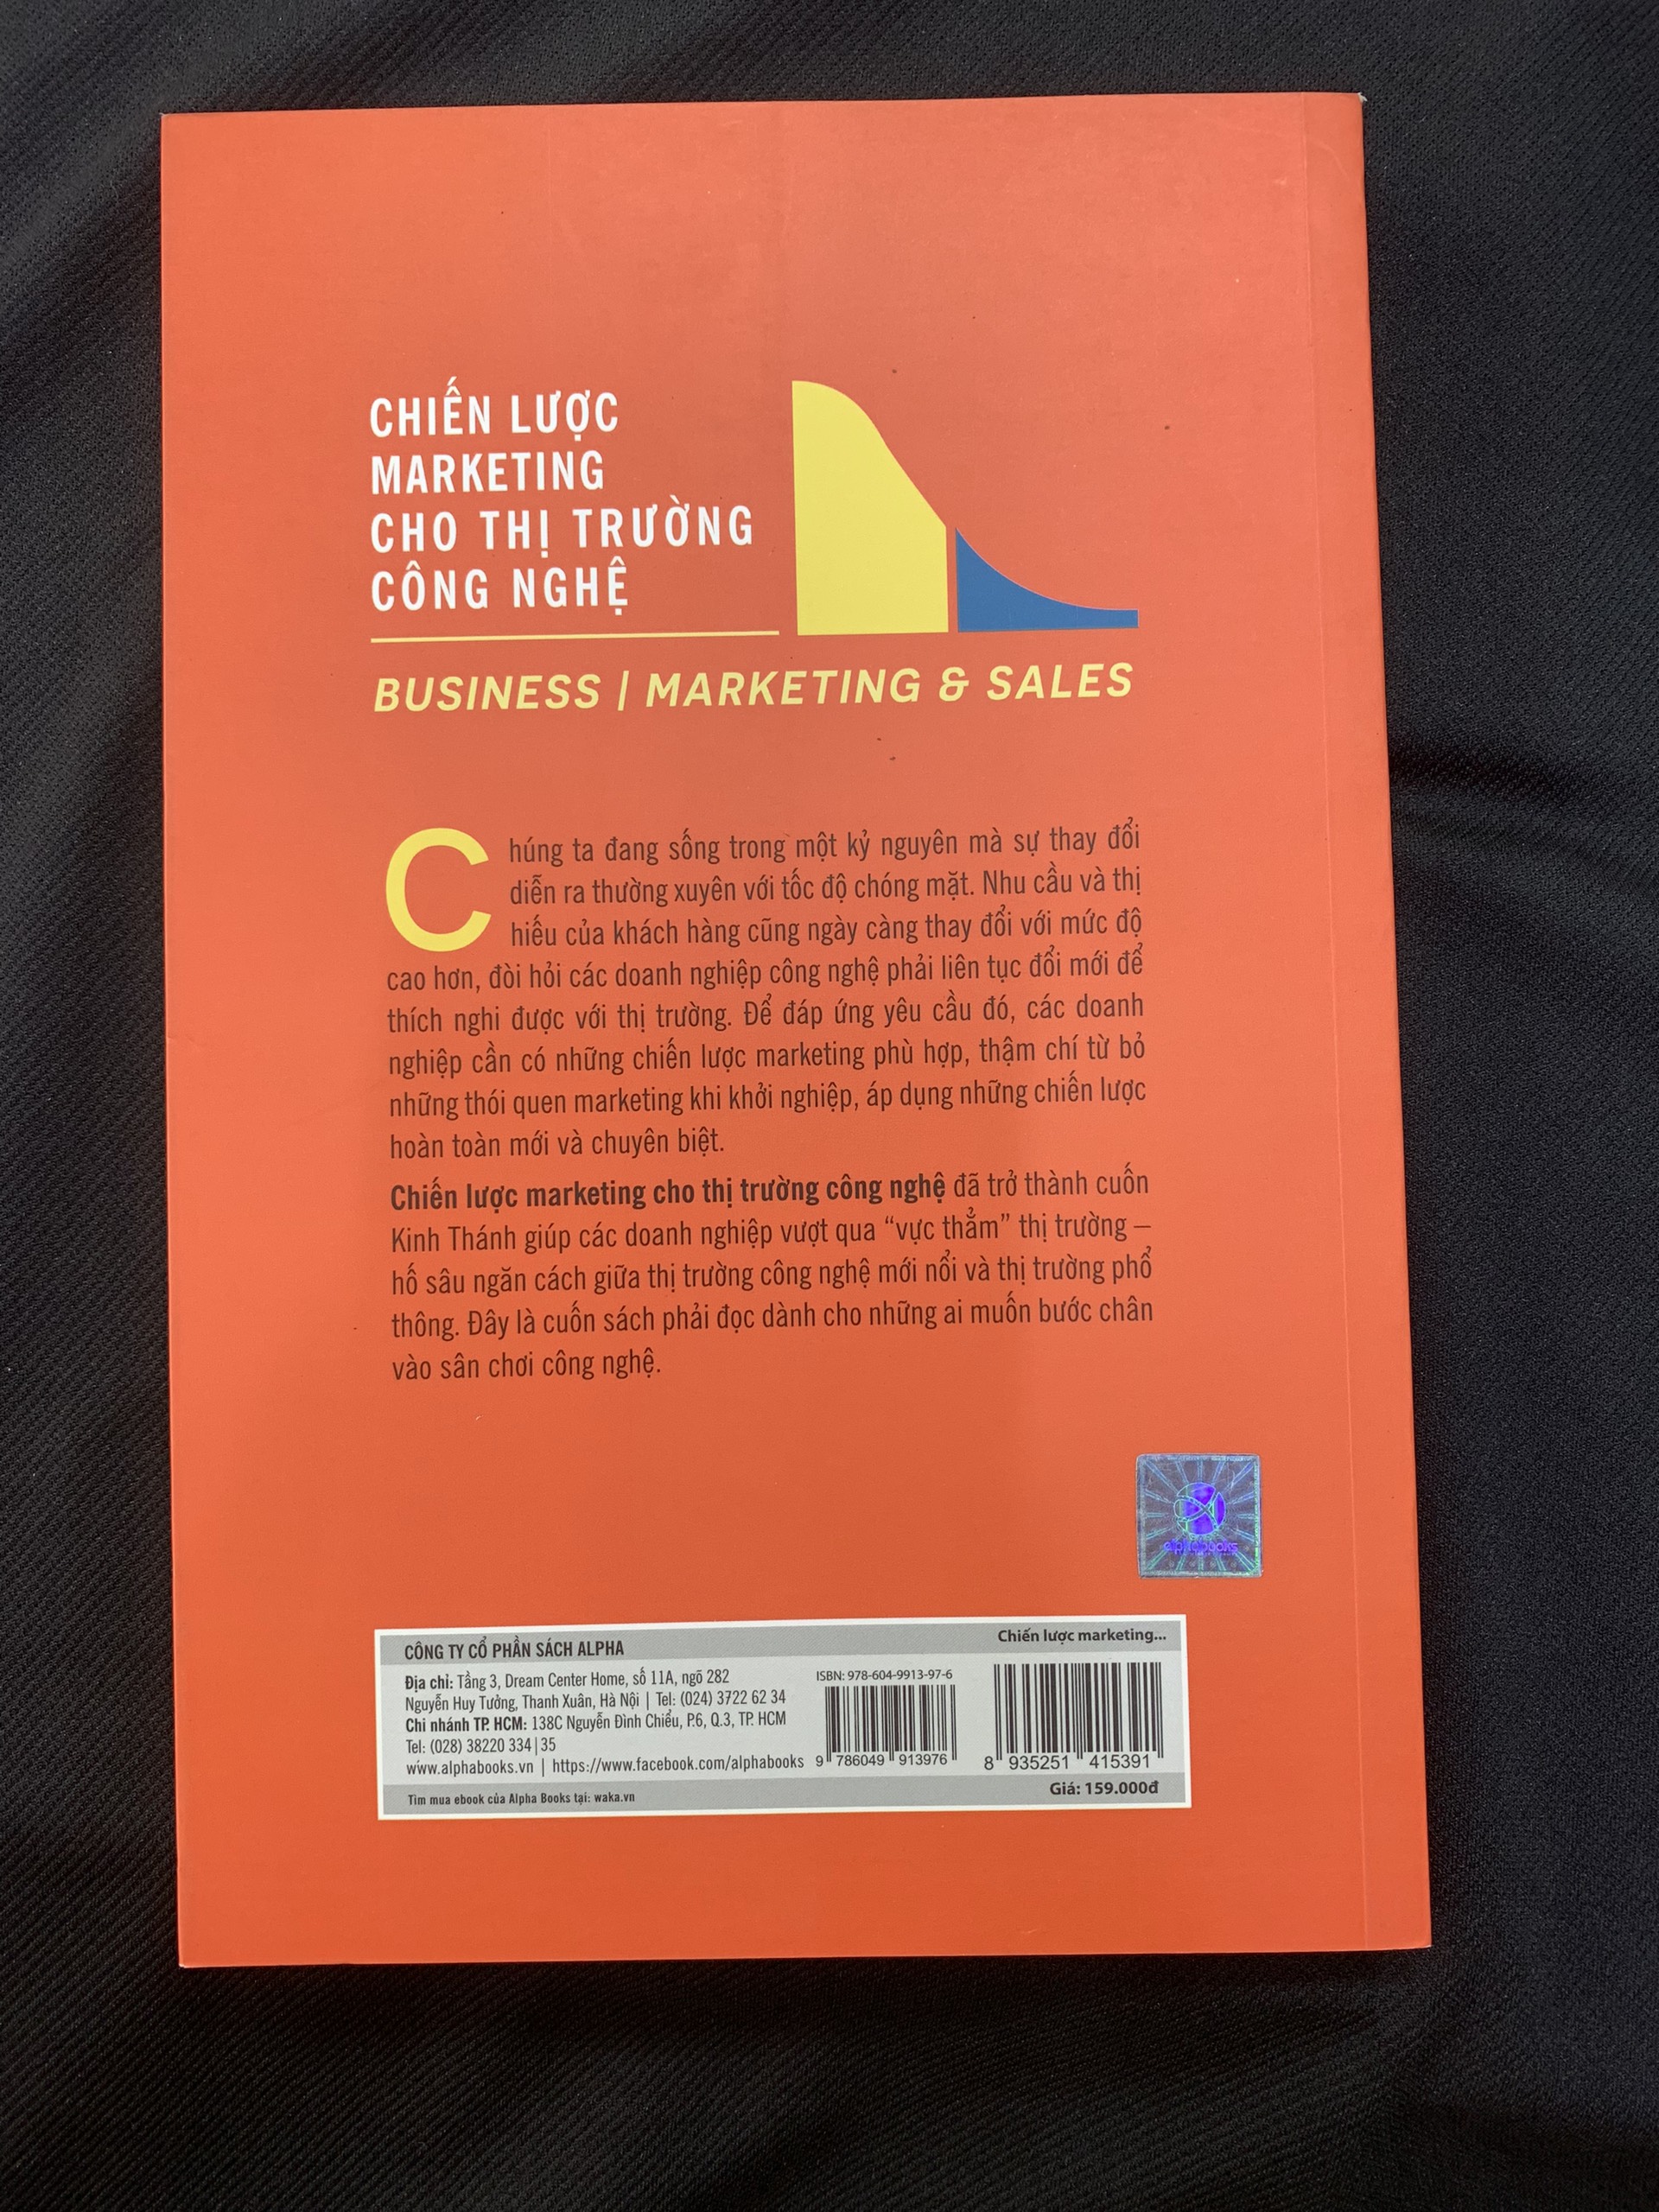 CHIẾN LƯỢC
MARKETING
CHO THỊ TRƯỜNG
CÔNG NGHỆ
BUSINESS | MARKETING & SALES
Chúng ta đang sống trong một kỷ nguyên mà sự thay đổi
diễn ra thường xuyên với tốc độ chóng mặt. Nhu cầu và thị
hiếu của khách hàng cũng ngày càng thay đổi với mức độ
cao hơn, đòi hỏi các doanh nghiệp công nghệ phải liên tục đổi mới để
thích nghi được với thị trường. Để đáp ứng yêu cầu đó, các doanh
nghiệp cần có những chiến lược marketing phù hợp, thậm chí từ bỏ
những thói quen marketing khi khởi nghiệp, áp dụng những chiến lược
hoàn toàn mới và chuyên biệt.
Chiến lược marketing cho thị trường công nghệ đã trở thành cuốn
Kinh Thánh giúp các doanh nghiệp vượt qua “vực thẳm” thị trường –
hố sâu ngăn cách giữa thị trường công nghệ mới nổi và thị trường phổ
thông. Đây là cuốn sách phải đọc dành cho những ai muốn bước chân
vào sân chơi công nghệ.
alphabooks
CÔNG TY CỔ PHẦN SÁCH ALPHA
Địa chỉ: Tầng 3, Dream Center Home, số 11A, ngõ 282
Nguyễn Huy Tưởng, Thanh Xuân, Hà Nội | Tel: (024) 3722 62 34
Chi nhánh TP. HCM: 138C Nguyễn Đình Chiểu, P.6, Q.3, TP. HCM
Tel: (028) 38220 334|35
www.alphabooks.vn | https://www.facebook.com/alphabooks
Tìm mua ebook của Alpha Books tại: waka.vn
Chiến lược marketing...
ISBN: 978-604-9913-97-6
9 786049 913976
8 935251 415391
Giá: 159.000đ